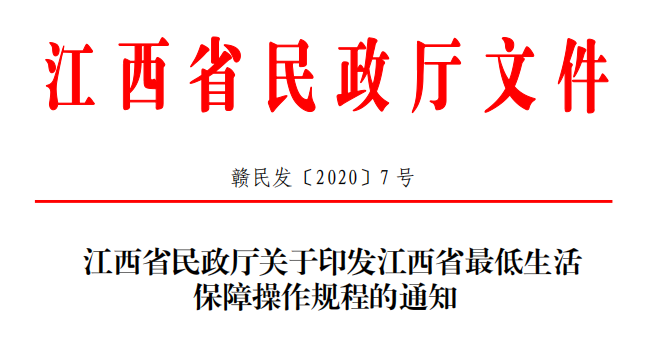 江西省民政厅文件
赣民发〔2020〕7 号
江西省民政厅关于印发江西省最低生活
保障操作规程的通知